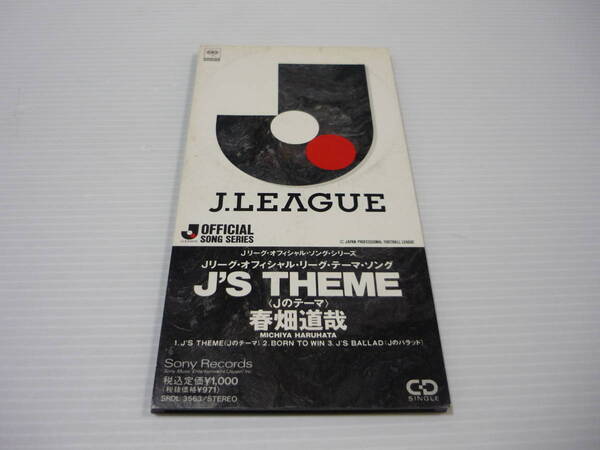 J.LEAGUE
OFFICIAL
SONG SERIES
© JAPAN PROFESSIONAL FOOTBALL LEAGUE
Jリーグ・オフィシャル・ソング・シリーズ
Jリーグ・オフィシャル・リーグ・テーマ・ソング
J'S THEME
〈Jのテーマ〉
春畑道哉
MICHIYA HARUHATA
1.J'S THEME(Jのテーマ) 2.BORN TO WIN 3.J'S BALLAD(Jのバラッド)
Sony Records
Sony Music Entertainment (Japan) Inc.
税込定価¥1,000
(税抜価格¥971)
SRDL 3563/STEREO
CD
SINGLE